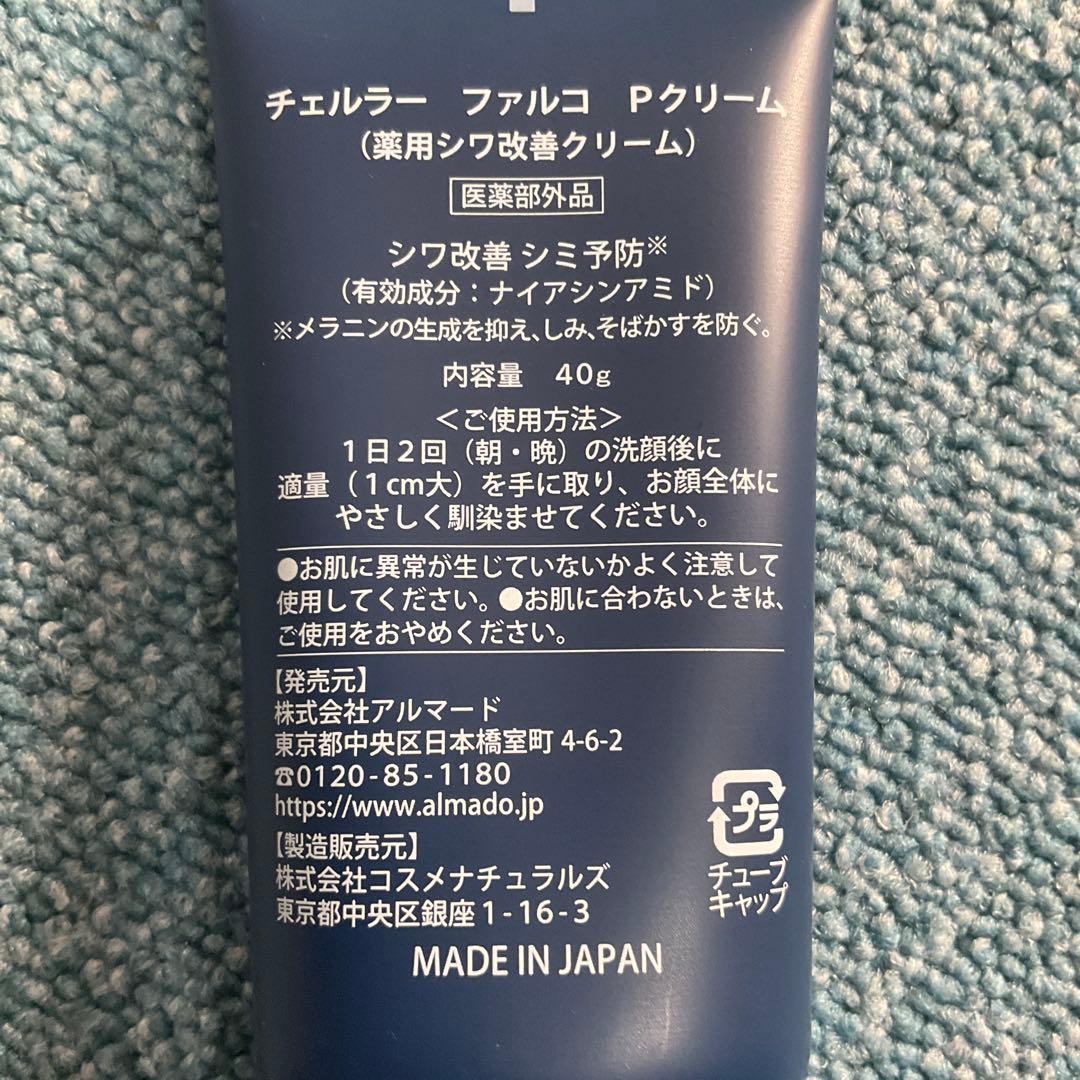 チェルラー　ファルコ　Pクリーム
（薬用シワ改善クリーム）
医薬部外品
シワ改善 シミ予防※
（有効成分：ナイアシンアミド）
※メラニンの生成を抑え、しみ、そばかすを防ぐ。
内容量　40g
＜ご使用方法＞
1日2回（朝・晩）の洗顔後に
適量（1cm大）を手に取り、お顔全体に
やさしく馴染ませてください。
●お肌に異常が生じていないかよく注意して
使用してください。●お肌に合わないときは、
ご使用をおやめください。
【発売元】
株式会社アルマード
東京都中央区日本橋室町 4-6-2
☎0120-85-1180
https://www.almado.jp
【製造販売元】
株式会社コスメナチュラルズ
東京都中央区銀座1-16-3
プラ
チューブ
キャップ
MADE IN JAPAN